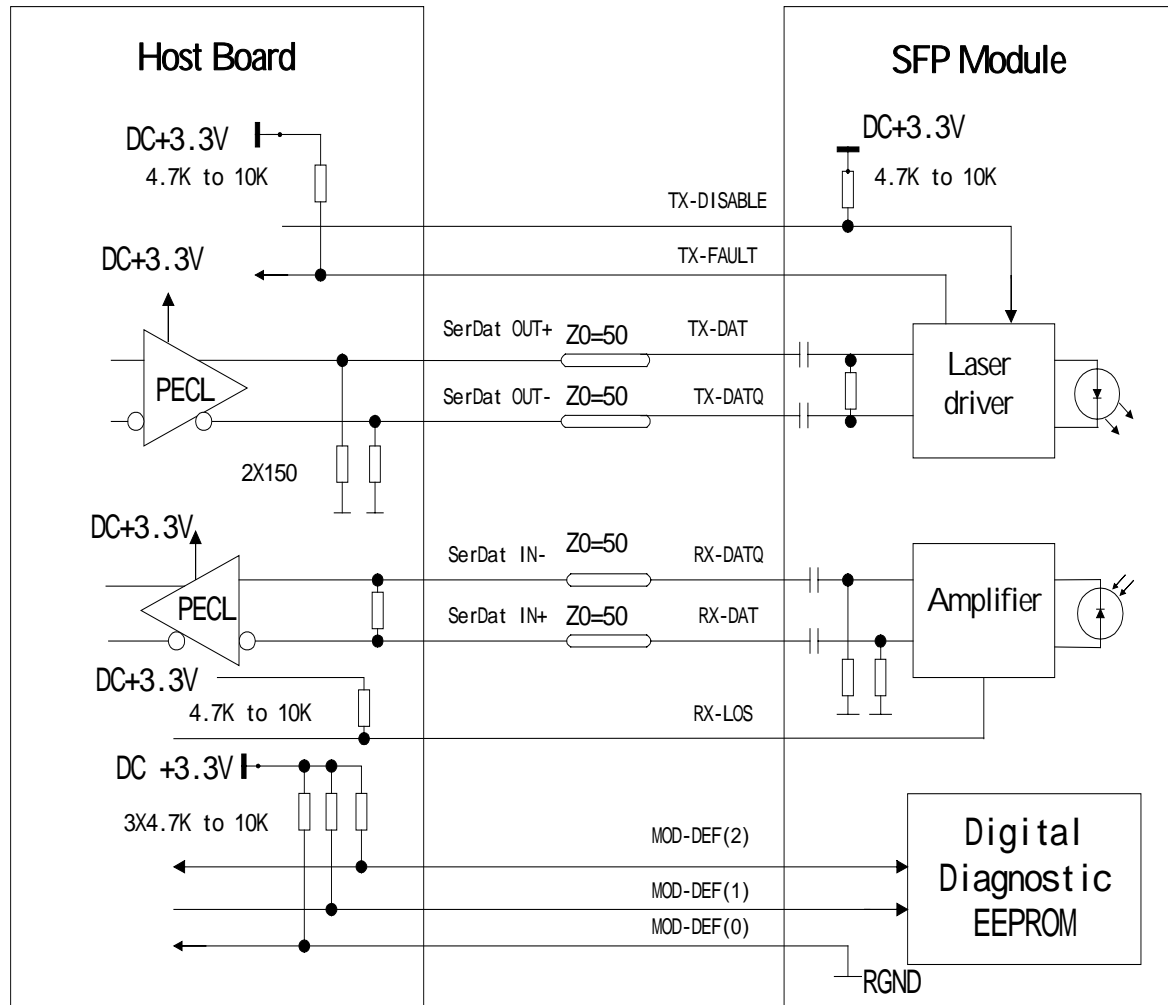 Host Board
SFP Module
DC+3.3V
4.7K to 10K
DC+3.3V
4.7K to 10K
TX-DISABLE
DC+3.3V
TX-FAULT
SerDat OUT+
Z0=50
TX-DAT
PECL
Laser
driver
SerDat OUT-
Z0=50
TX-DATQ
2X150
DC+3.3V
SerDat IN-
Z0=50
RX-DATQ
PECL
Amplifier
SerDat IN+
Z0=50
RX-DAT
DC+3.3V
4.7K to 10K
RX-LOS
DC +3.3V
3X4.7K to 10K
MOD-DEF(2)
Digital
Diagnostic
EEPROM
MOD-DEF(1)
MOD-DEF(0)
RGND